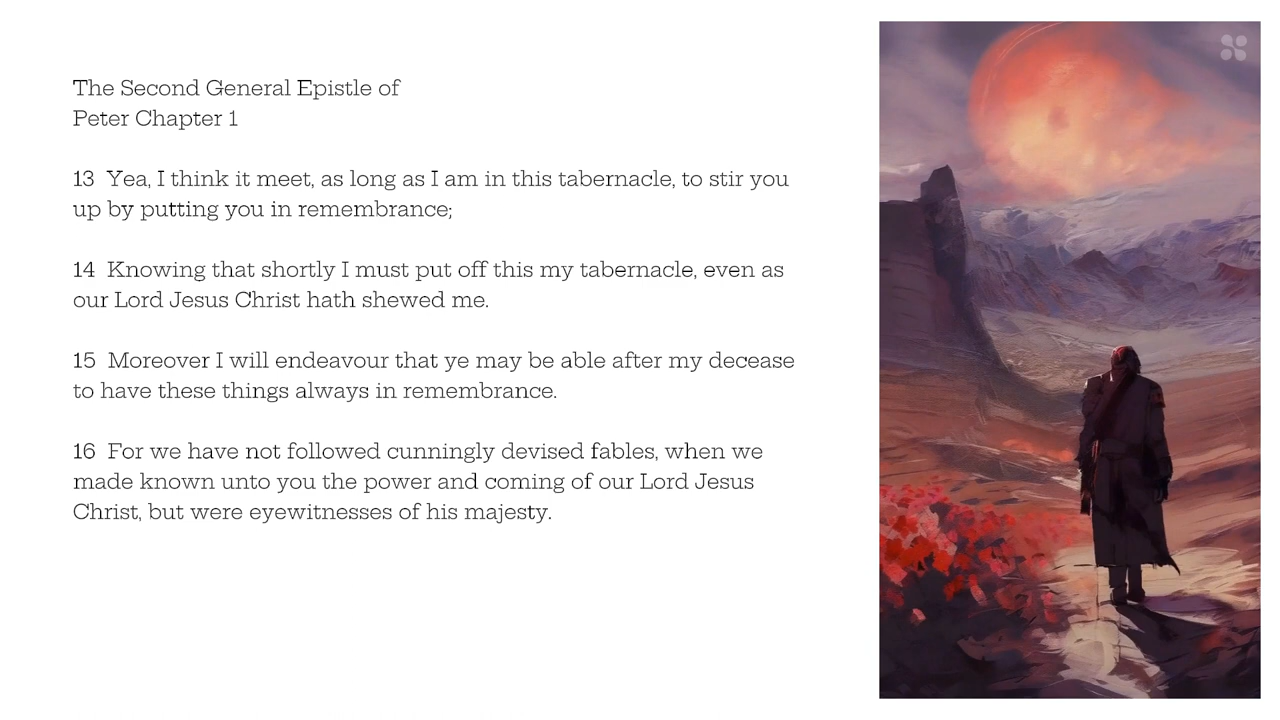 The Second General Epistle of
Peter Chapter 1
13 Yea, I think it meet, as long as I am in this tabernacle, to stir you
up by putting you in remembrance;
14 Knowing that shortly I must put off this my tabernacle, even as
our Lord Jesus Christ hath shewed me.
15 Moreover I will endeavour that ye may be able after my decease
to have these things always in remembrance.
16 For we have not followed cunningly devised fables, when we
made known unto you the power and coming of our Lord Jesus
Christ, but were eyewitnesses of his majesty.